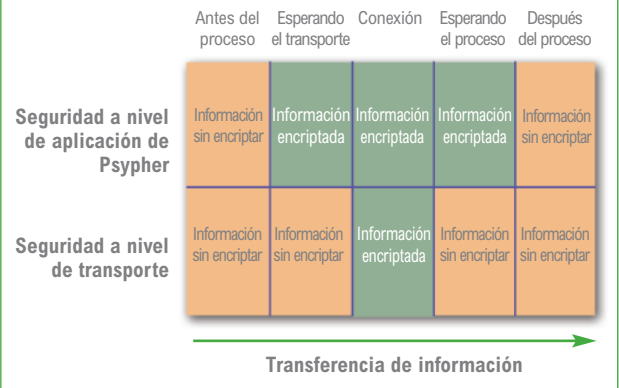 Antes del Esperando Conexión Esperando Después
proceso el transporte el proceso del proceso
Seguridad a nivel
de aplicación de
Psypher
Información Información Información Información Información
sin encriptar encriptada encriptada encriptada sin encriptar
Seguridad a nivel
de transporte
Información Información Información Información Información
sin encriptar sin encriptar encriptada sin encriptar sin encriptar
Transferencia de información